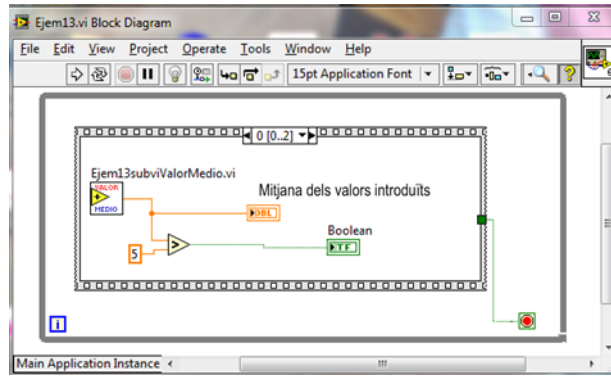 Ejem13.vi Block Diagram
File Edit View Project Operate Tools Window Help
15pt Application Font
0 [0..2]
Ejem13subviValorMedio.vi
VALOR
MEDIO
Mitjana dels valors introduïts
DBL
Boolean
TF
5
>
i
Main Application Instance